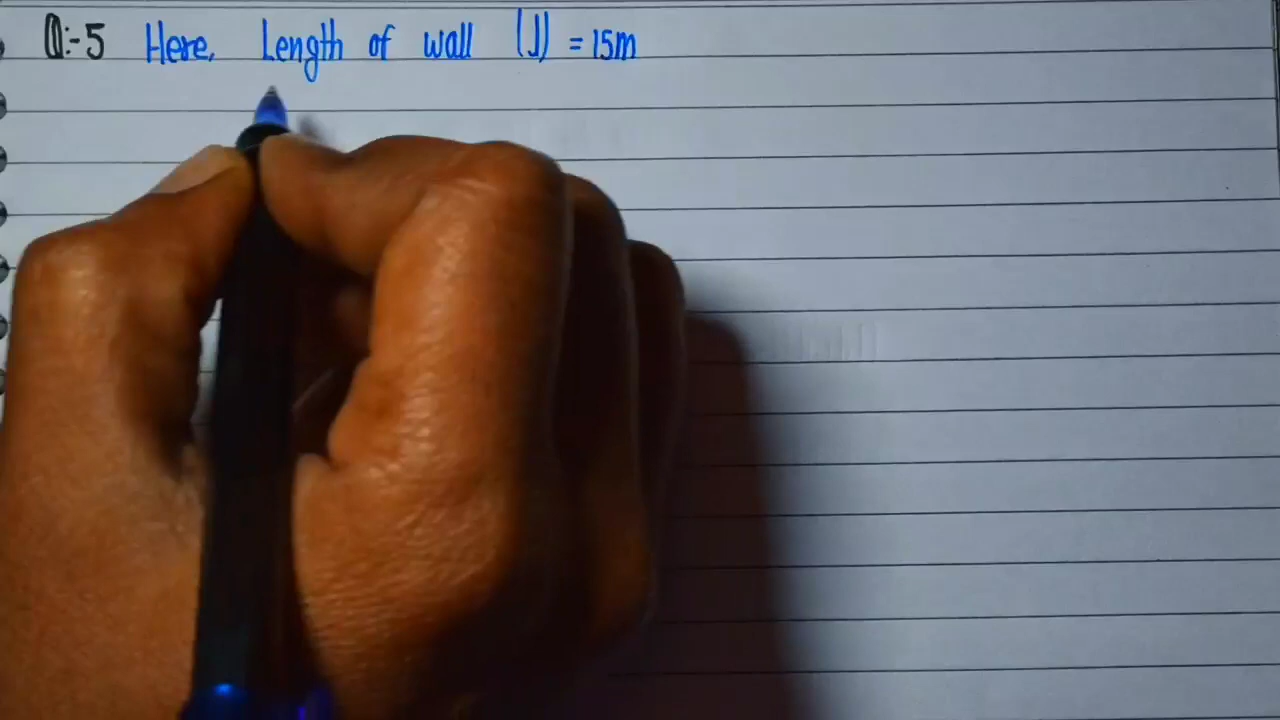 Q:-5 Here, Length of wall (l) = 15m